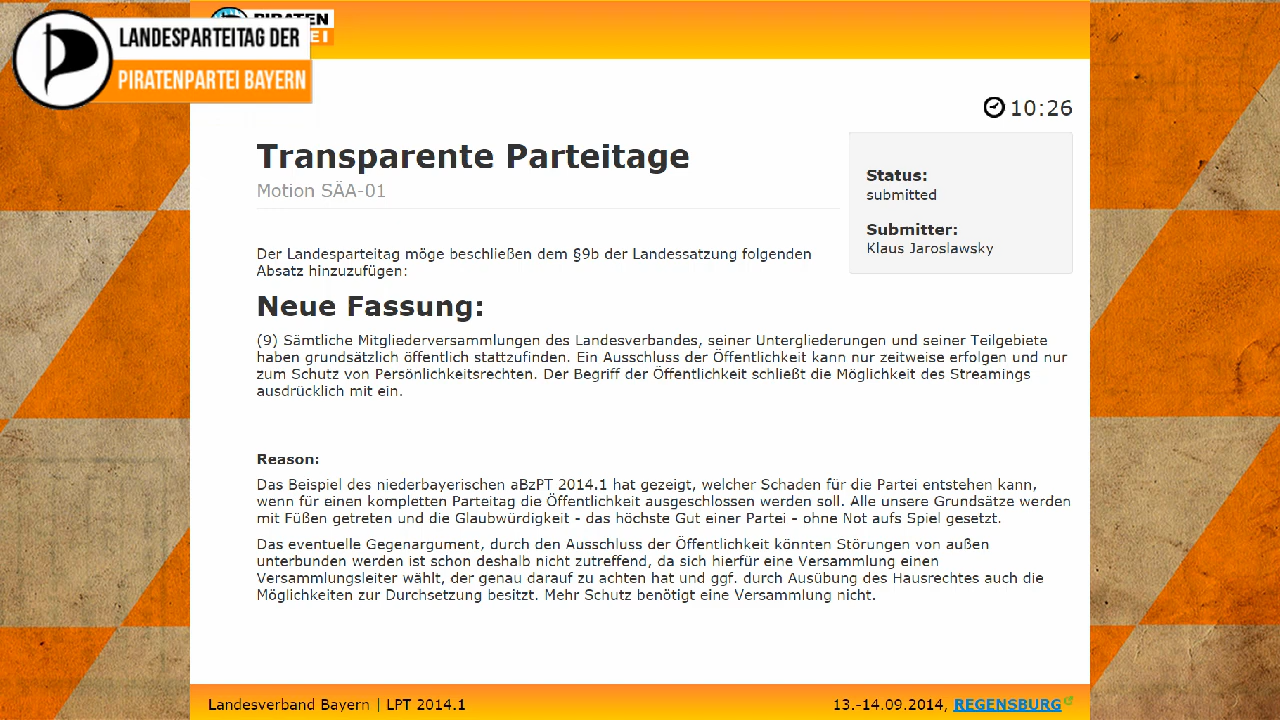 LANDESPARTEITAG DER
PIRATENPARTEI BAYERN
10:26
Transparente Parteitage
Motion SÄA-01
Status:
submitted
Submitter:
Klaus Jaroslawsky
Der Landesparteitag möge beschließen dem §9b der Landessatzung folgenden
Absatz hinzuzufügen:
Neue Fassung:
(9) Sämtliche Mitgliederversammlungen des Landesverbandes, seiner Untergliederungen und seiner Teilgebiete
haben grundsätzlich öffentlich stattzufinden. Ein Ausschluss der Öffentlichkeit kann nur zeitweise erfolgen und nur
zum Schutz von Persönlichkeitsrechten. Der Begriff der Öffentlichkeit schließt die Möglichkeit des Streamings
ausdrücklich mit ein.
Reason:
Das Beispiel des niederbayerischen aBzPT 2014.1 hat gezeigt, welcher Schaden für die Partei entstehen kann,
wenn für einen kompletten Parteitag die Öffentlichkeit ausgeschlossen werden soll. Alle unsere Grundsätze werden
mit Füßen getreten und die Glaubwürdigkeit - das höchste Gut einer Partei - ohne Not aufs Spiel gesetzt.
Das eventuelle Gegenargument, durch den Ausschluss der Öffentlichkeit könnten Störungen von außen
unterbunden werden ist schon deshalb nicht zutreffend, da sich hierfür eine Versammlung einen
Versammlungsleiter wählt, der genau darauf zu achten hat und ggf. durch Ausübung des Hausrechtes auch die
Möglichkeiten zur Durchsetzung besitzt. Mehr Schutz benötigt eine Versammlung nicht.
Landesverband Bayern | LPT 2014.1
13.-14.09.2014, REGENSBURG